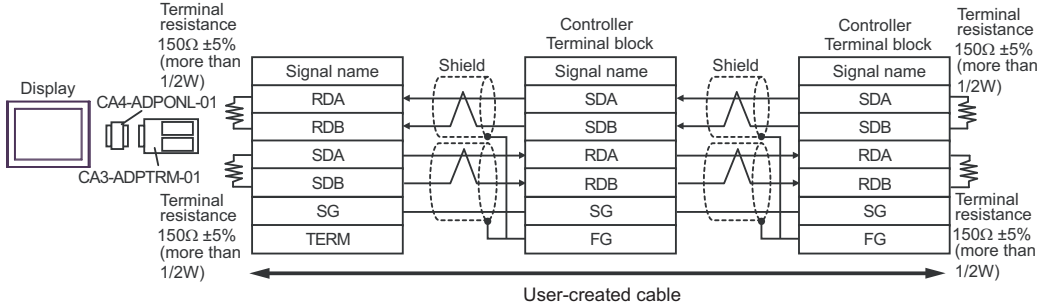 Terminal
resistance
150Ω ±5%
(more than
1/2W)
Display
CA4-ADPONL-01
CA3-ADPTRM-01
Terminal
resistance
150Ω ±5%
(more than
1/2W)
Signal name
RDA
RDB
SDA
SDB
SG
TERM
Shield
Controller
Terminal block
Signal name
SDA
SDB
RDA
RDB
SG
FG
Shield
Controller
Terminal block
Signal name
SDA
SDB
RDA
RDB
SG
FG
Terminal
resistance
150Ω ±5%
(more than
1/2W)
Terminal
resistance
150Ω ±5%
(more than
1/2W)
User-created cable